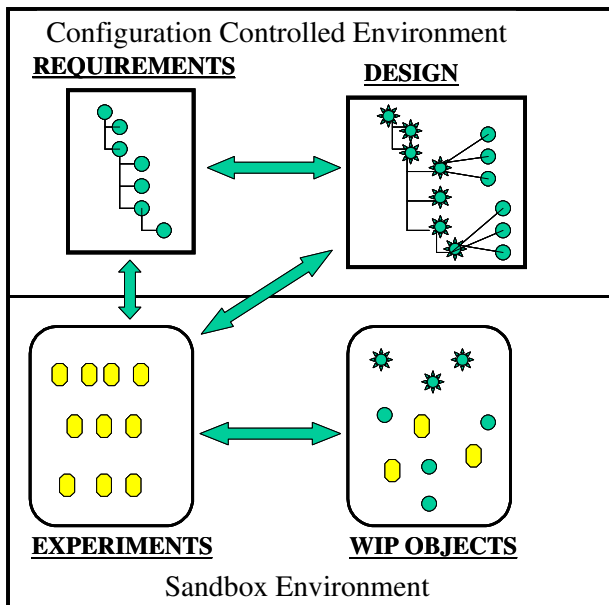 Configuration Controlled Environment
REQUIREMENTS
DESIGN
EXPERIMENTS
WIP OBJECTS
Sandbox Environment